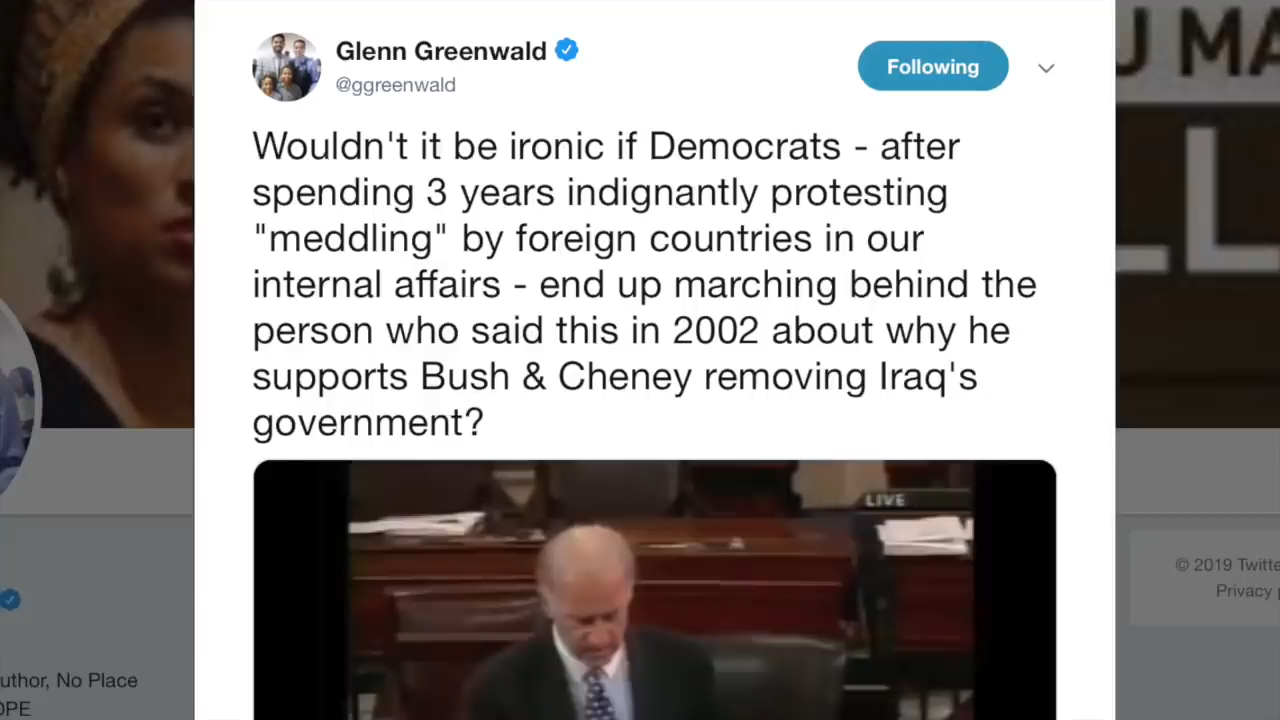 Glenn Greenwald
@ggreenwald
Following
Wouldn't it be ironic if Democrats - after
spending 3 years indignantly protesting
"meddling" by foreign countries in our
internal affairs - end up marching behind the
person who said this in 2002 about why he
supports Bush & Cheney removing Iraq's
government?
LIVE
© 2019 Twitte
Privacy
uthor, No Place
OPE
U MA
LL